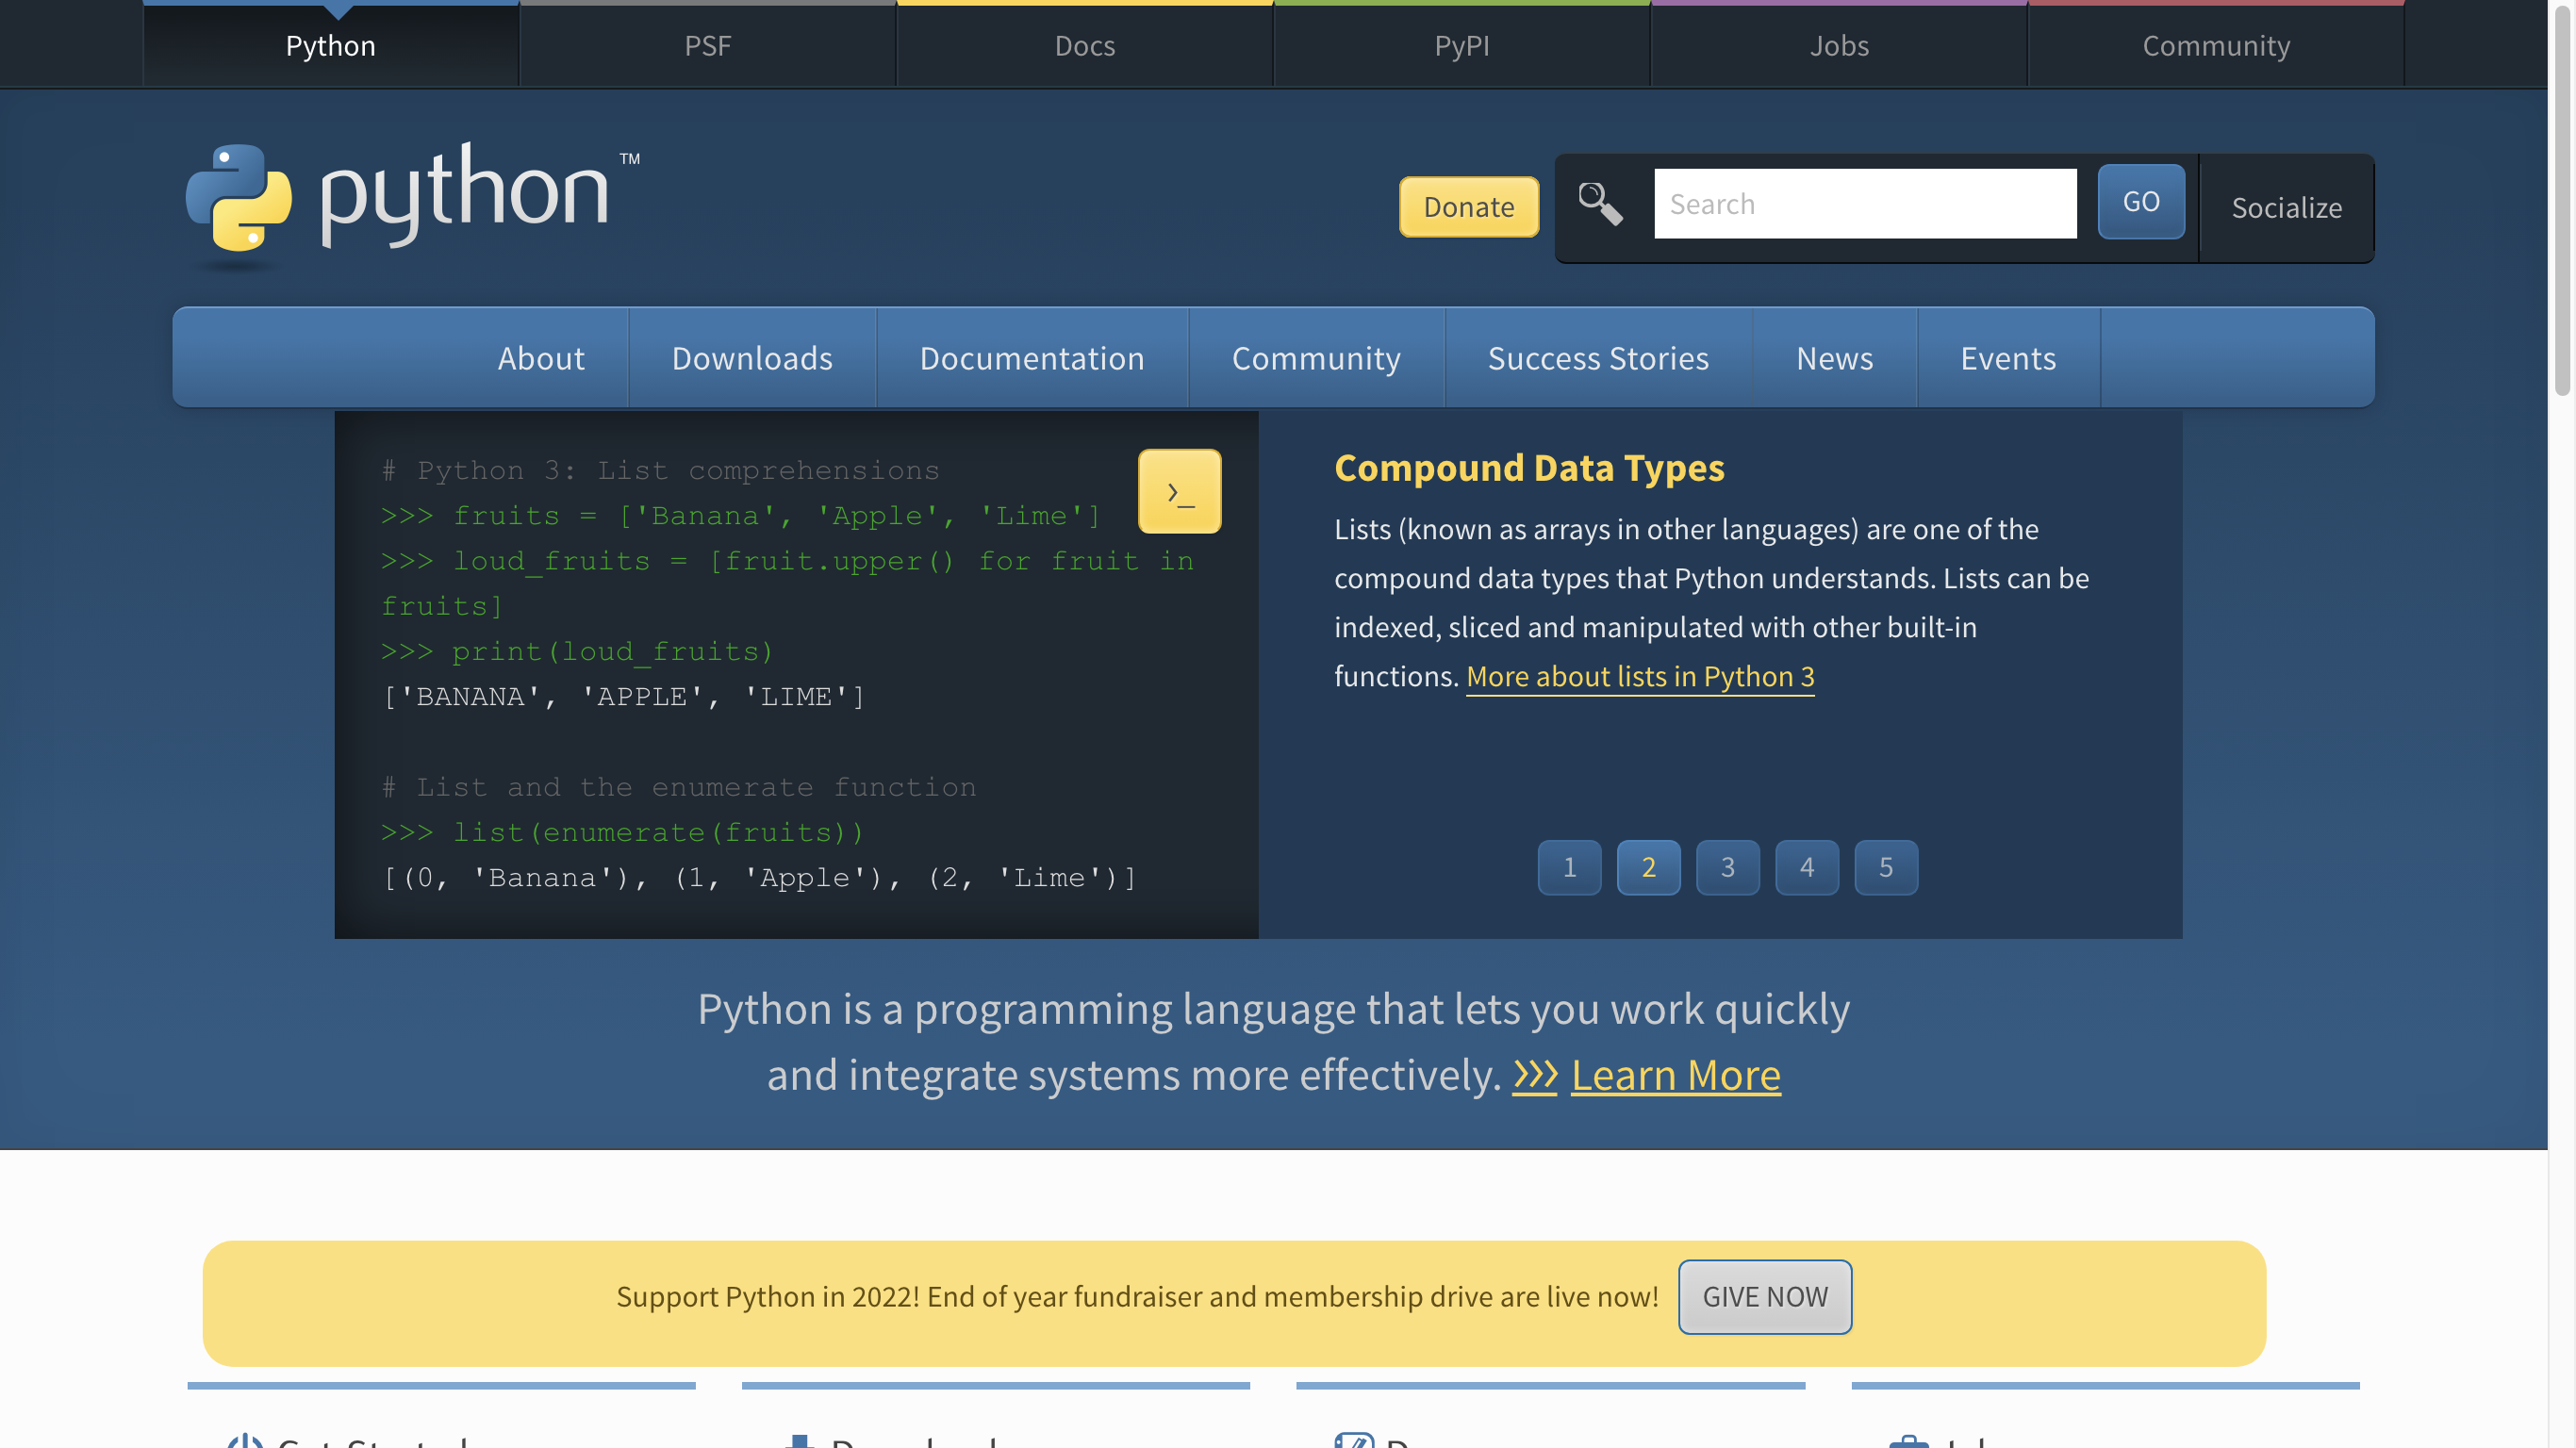 Python PSF Docs PyPI Jobs Community
python™
Donate Search GO Socialize
About Downloads Documentation Community Success Stories News Events
# Python 3: List comprehensions
>>> fruits = ['Banana', 'Apple', 'Lime']
>>> loud_fruits = [fruit.upper() for fruit in
fruits]
>>> print(loud_fruits)
['BANANA', 'APPLE', 'LIME']
# List and the enumerate function
>>> list(enumerate(fruits))
[(0, 'Banana'), (1, 'Apple'), (2, 'Lime')]
>_
Compound Data Types
Lists (known as arrays in other languages) are one of the
compound data types that Python understands. Lists can be
indexed, sliced and manipulated with other built-in
functions. More about lists in Python 3
1 2 3 4 5
Python is a programming language that lets you work quickly
and integrate systems more effectively. >>> Learn More
Support Python in 2022! End of year fundraiser and membership drive are live now! GIVE NOW